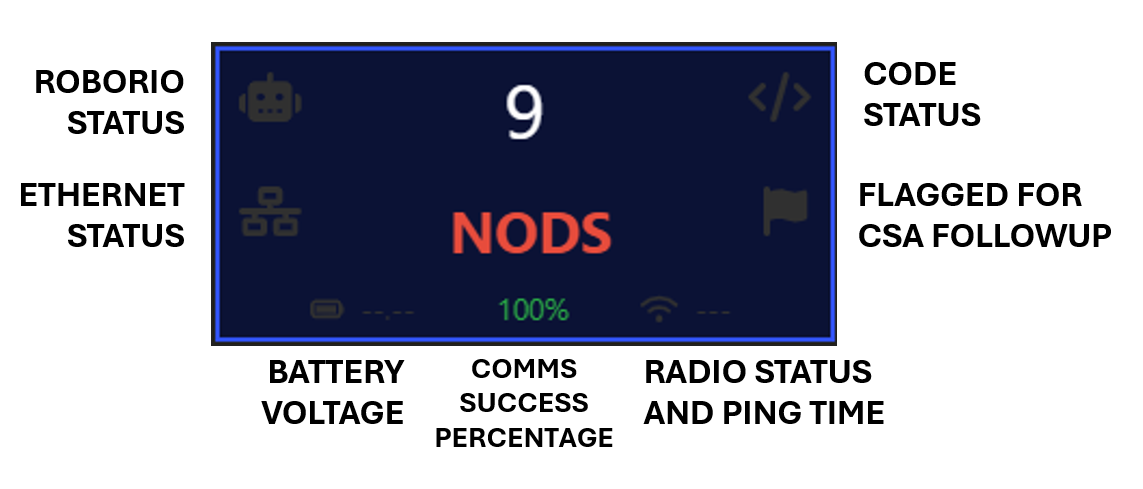 ROBORIO
STATUS
ETHERNET
STATUS
9
NODS
--.--
100%
---
CODE
STATUS
FLAGGED FOR
CSA FOLLOWUP
BATTERY
VOLTAGE
COMMS
SUCCESS
PERCENTAGE
RADIO STATUS
AND PING TIME